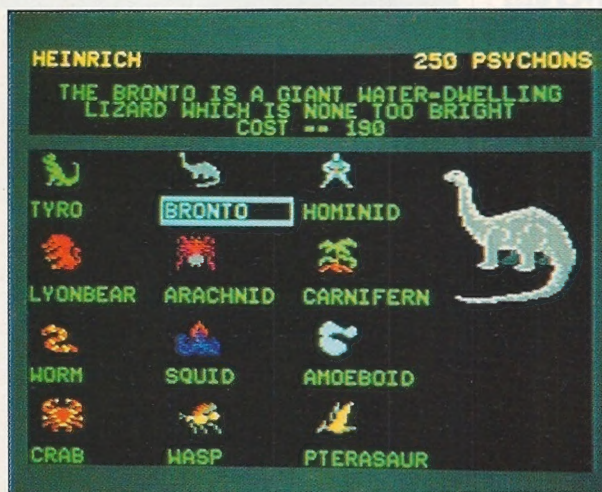 HEINRICH 250 PSYCHONS
THE BRONTO IS A GIANT WATER-DWELLING
LIZARD WHICH IS NONE TOO BRIGHT
COST -- 190
TYRO BRONTO HOMINID
LYONBEAR ARACHNID CARNIFERN
WORM SQUID AMOEBOID
CRAB WASP PTERASAUR